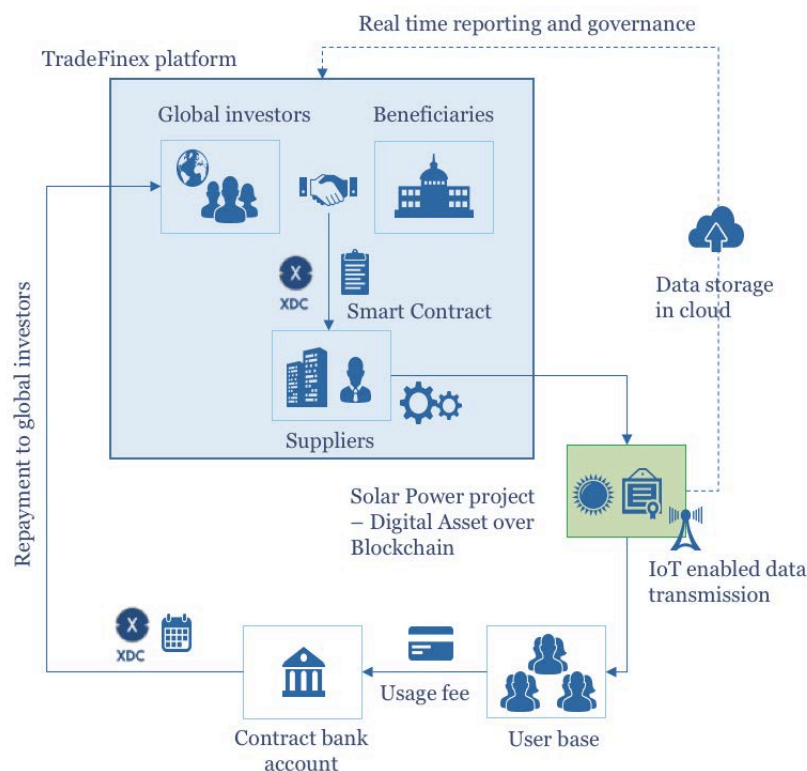 Real time reporting and governance
TradeFinex platform
Global investors
Beneficiaries
X
XDC
Smart Contract
Suppliers
Data storage
in cloud
Repayment to global investors
Solar Power project
– Digital Asset over
Blockchain
IoT enabled data
transmission
X
XDC
Usage fee
Contract bank
account
User base